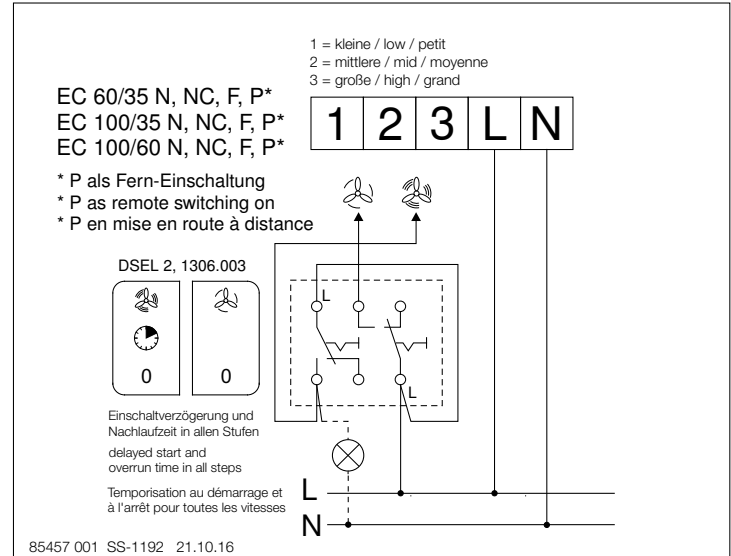 1 = kleine / low / petit
2 = mittlere / mid / moyenne
3 = große / high / grand
EC 60/35 N, NC, F, P*
EC 100/35 N, NC, F, P*
EC 100/60 N, NC, F, P*
1 2 3 L N
* P als Fern-Einschaltung
* P as remote switching on
* P en mise en route à distance
DSEL 2, 1306.003
L
0 0
L
Einschaltverzögerung und
Nachlaufzeit in allen Stufen
delayed start and
overrun time in all steps
Temporisation au démarrage et
à l'arrêt pour toutes les vitesses
L
N
85457 001 SS-1192 21.10.16